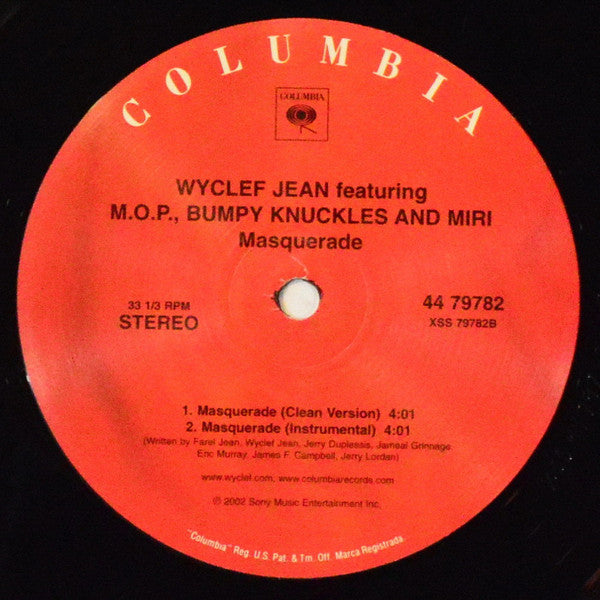 COLUMBIA
COLUMBIA
WYCLEF JEAN featuring
M.O.P., BUMPY KNUCKLES AND MIRI
Masquerade
33 1/3 RPM
STEREO
44 79782
XSS 79782B
1. Masquerade (Clean Version) 4:01
2. Masquerade (Instrumental) 4:01
(Written by Farel Jean, Wyclef Jean, Jerry Duplessis, Jameal Grinnage,
Eric Murray, James F. Campbell, Jerry Lordan)
www.wyclef.com, www.columbiarecords.com
℗ 2002 Sony Music Entertainment Inc.
"Columbia" Reg. U.S. Pat. & Tm. Off. Marca Registrada.